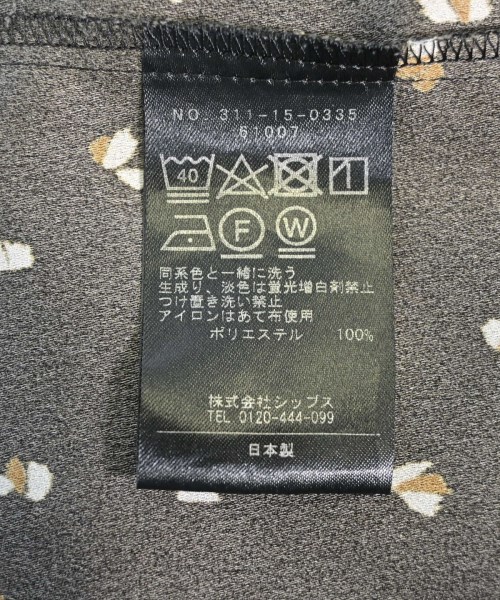 NO. 311-15-0335
61007
40
F W
同系色と一緒に洗う
生成り、淡色は蛍光増白剤禁止
つけ置き洗い禁止
アイロンはあて布使用
ポリエステル 100%
株式会社シップス
TEL 0120-444-099
日本製